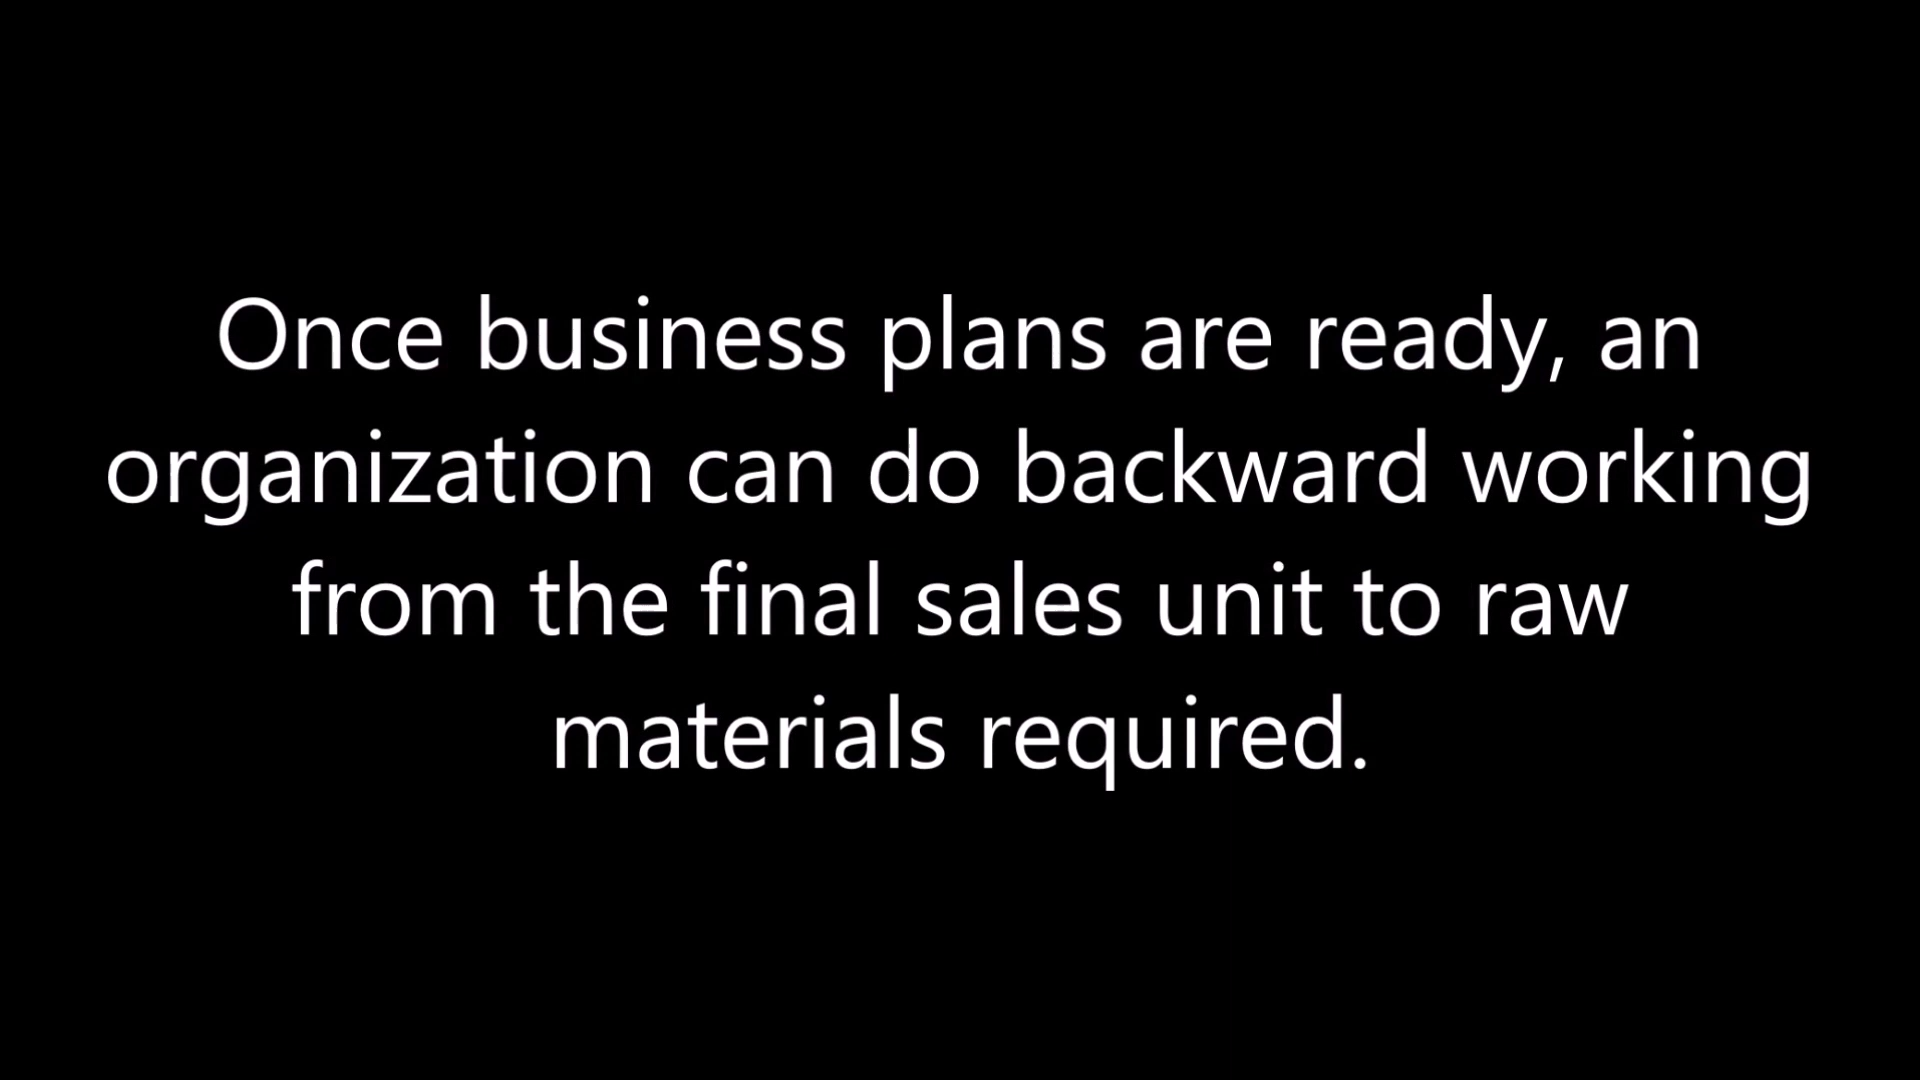 Once business plans are ready, an
organization can do backward working
from the final sales unit to raw
materials required.